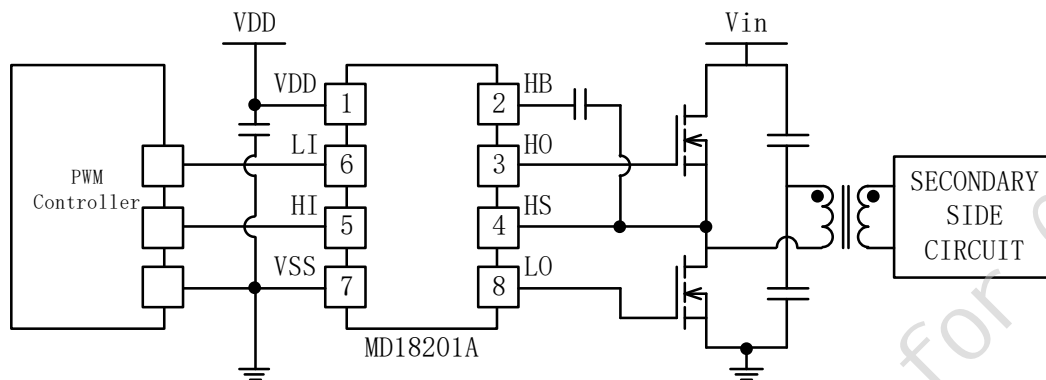 VDD
Vin
VDD
1
2
HB
LI
6
3
HO
PWM
Controller
HI
5
4
HS
VSS
7
8
LO
MD18201A
SECONDARY
SIDE
CIRCUIT
for